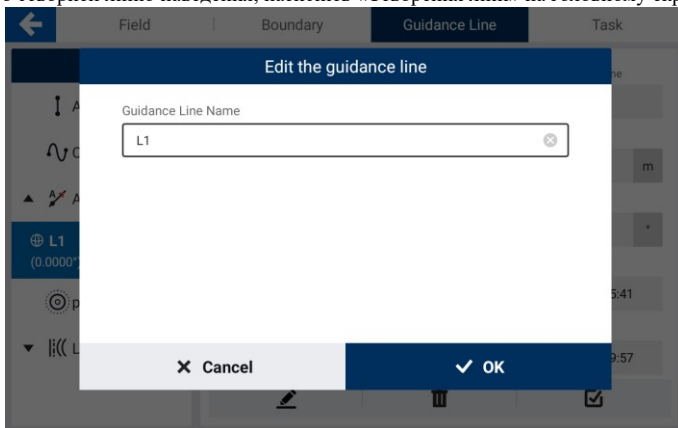 Field
Boundary
Guidance Line
Task
Edit the guidance line
Guidance Line Name
L1
m
L1
(0.0000°)
5:41
9:57
Cancel
OK